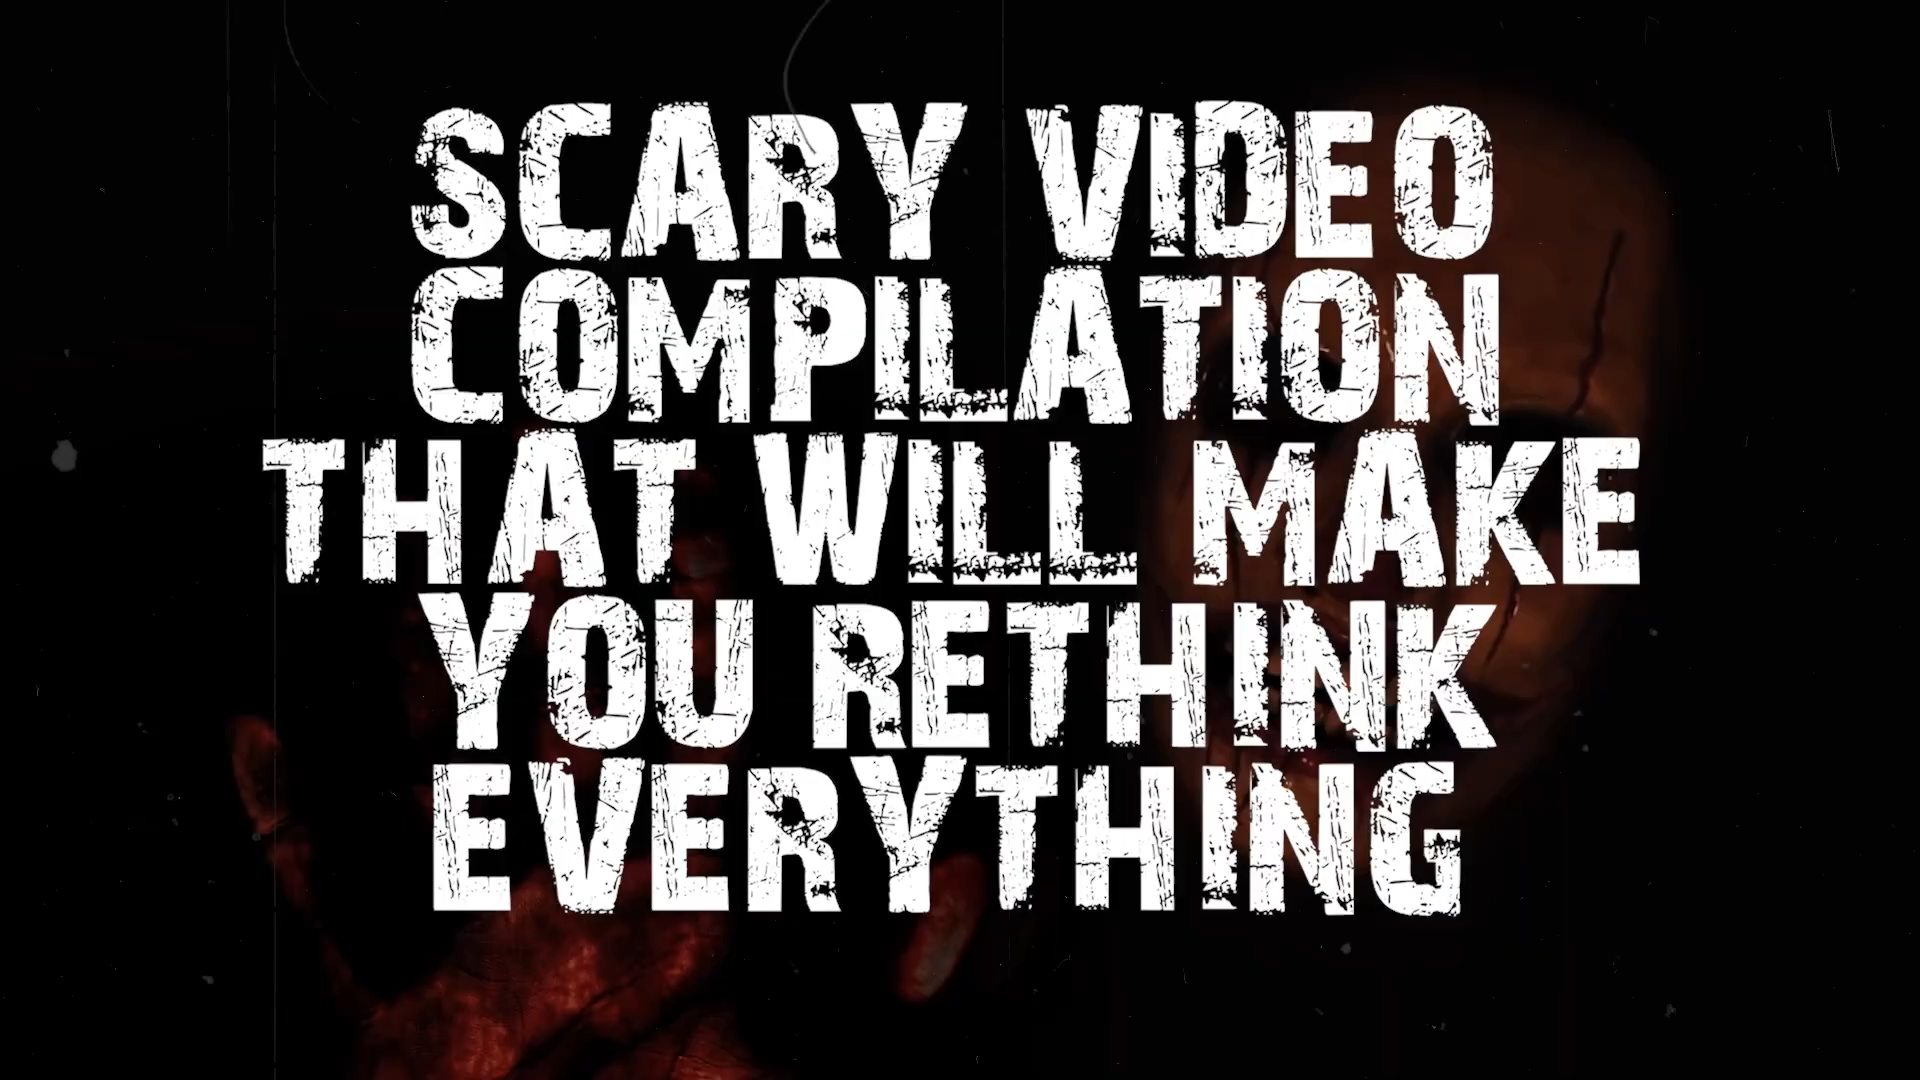 SCARY VIDEO
COMPILATION
THAT WILL MAKE
YOU RETHINK
EVERYTHING